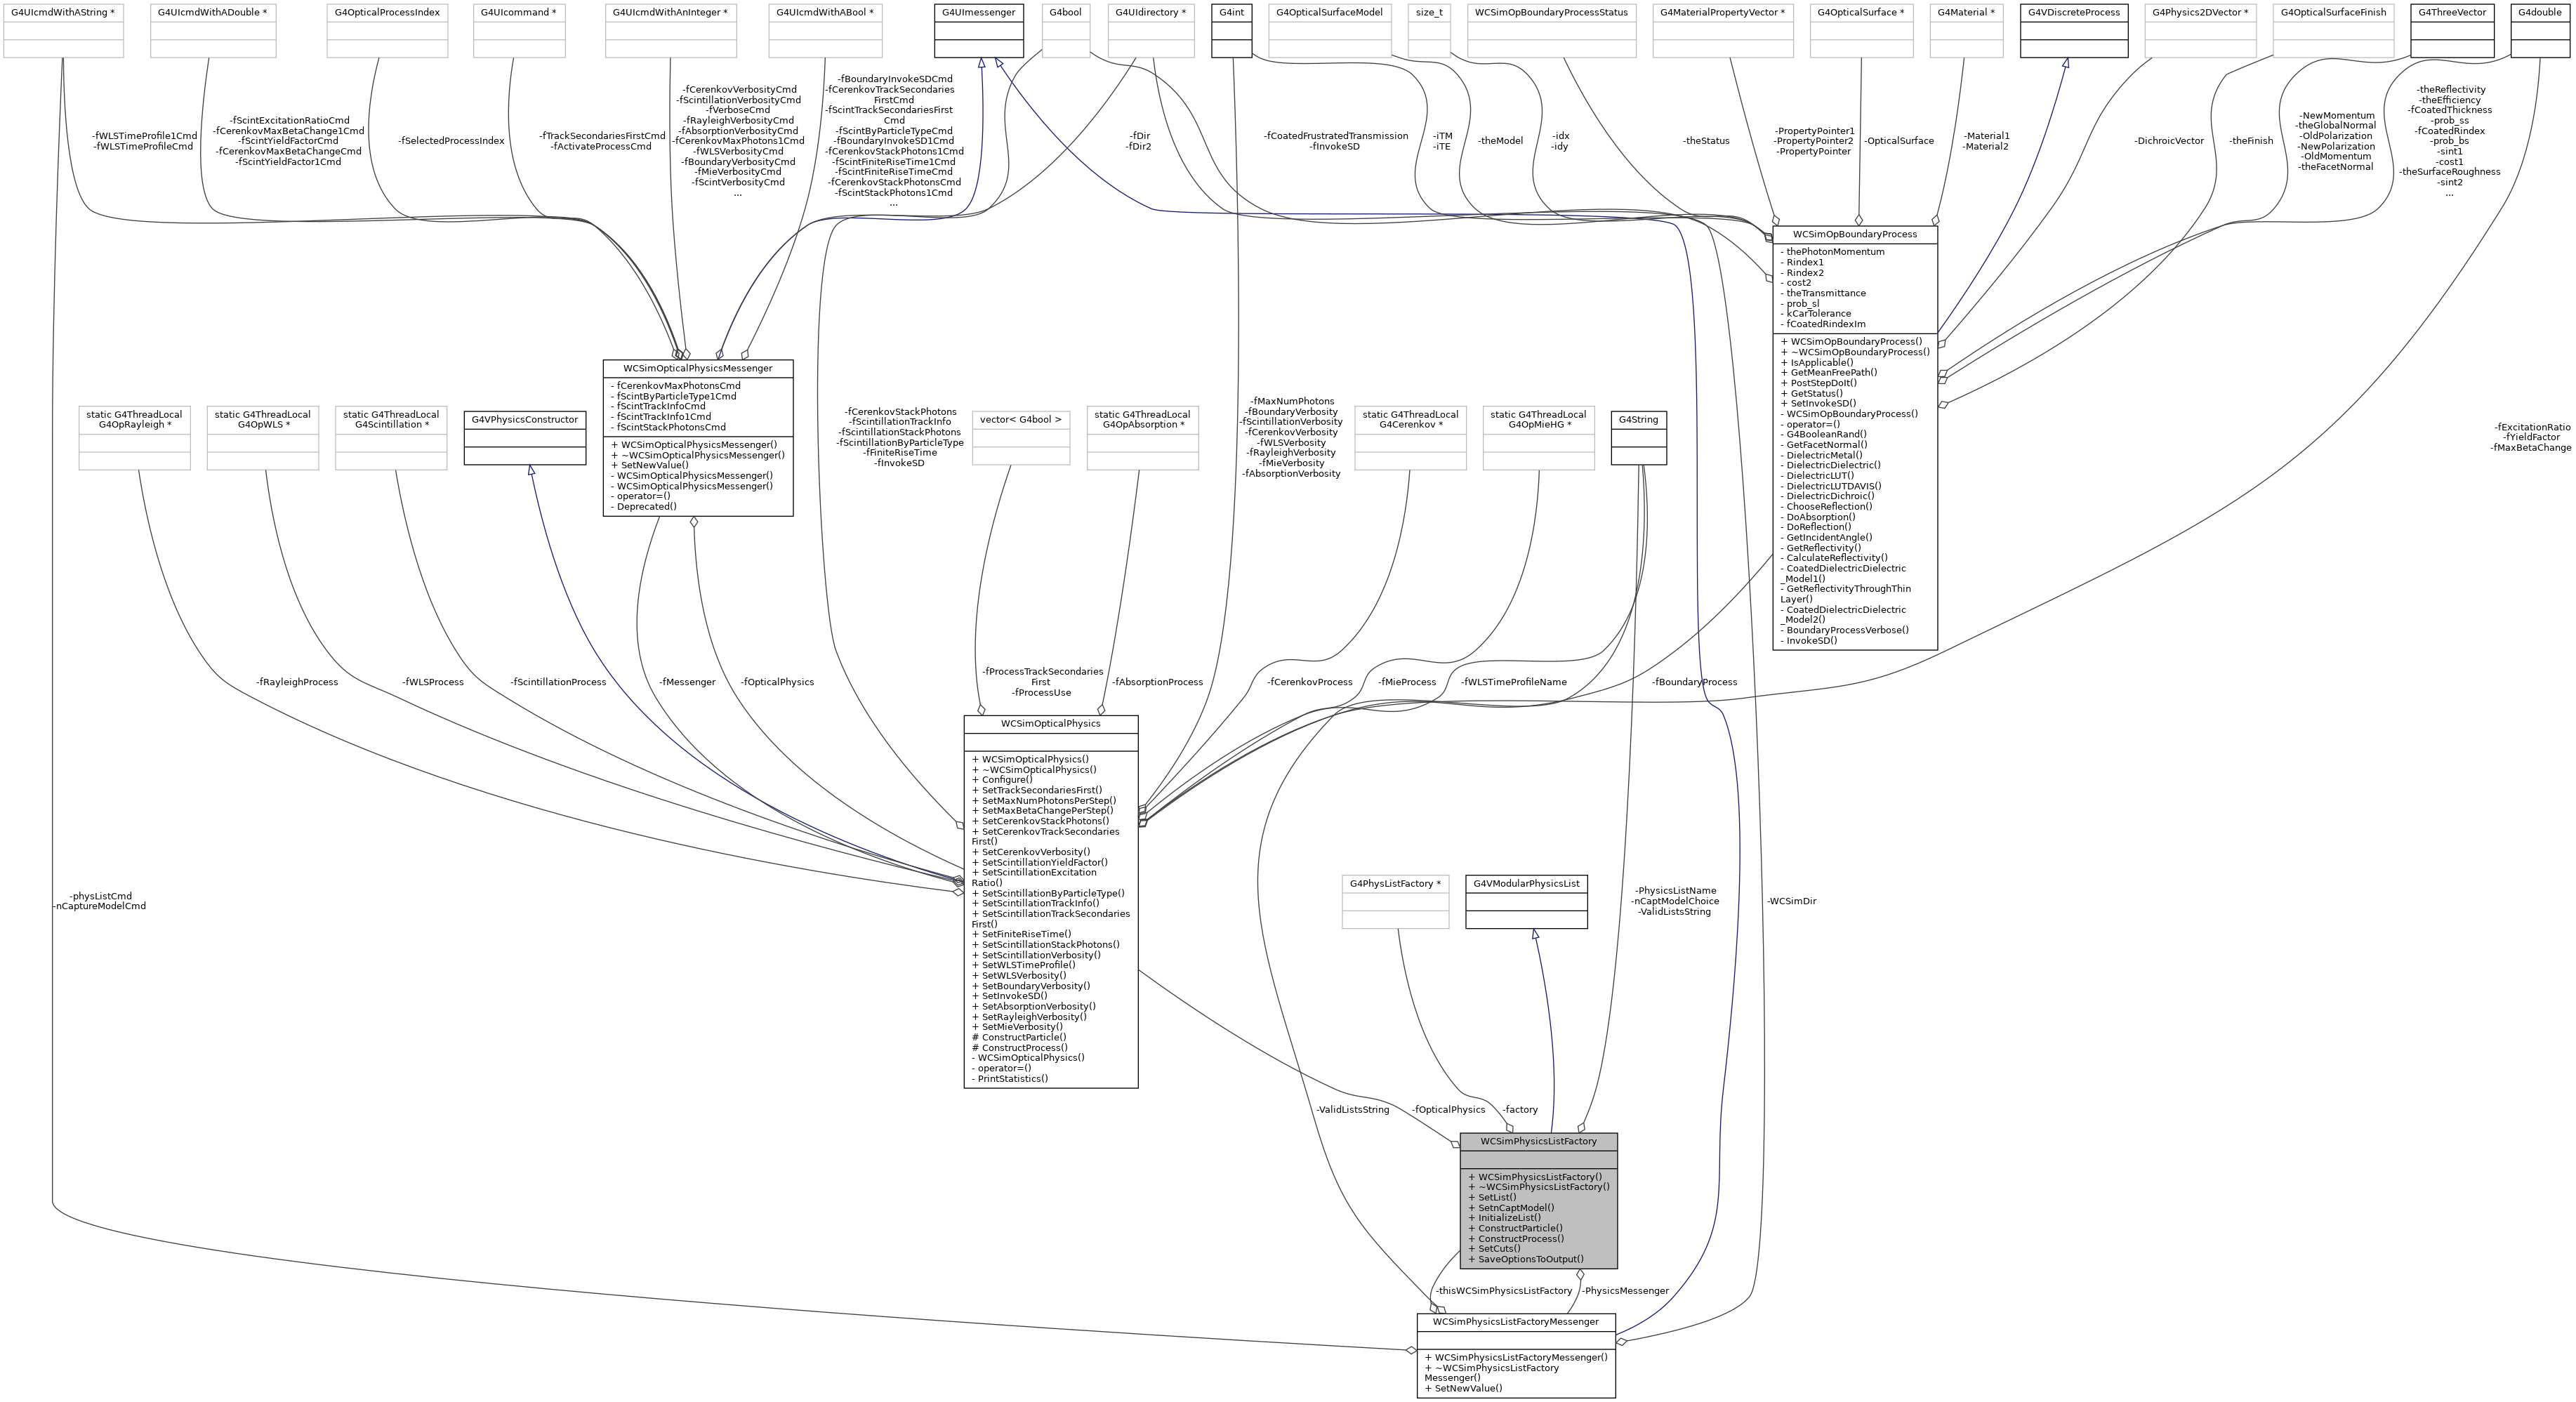 G4UIcmdWithAString *
G4UIcmdWithADouble *
G4OpticalProcessIndex
G4UIcommand *
G4UIcmdWithAnInteger *
G4UIcmdWithABool *
G4UImessenger
G4bool
G4UIdirectory *
G4int
G4OpticalSurfaceModel
size_t
WCSimOpBoundaryProcessStatus
G4MaterialPropertyVector *
G4OpticalSurface *
G4Material *
G4VDiscreteProcess
G4Physics2DVector *
G4OpticalSurfaceFinish
G4ThreeVector
G4double
-fWLSTimeProfile1Cmd
-fWLSTimeProfileCmd
-fScintExcitationRatioCmd
-fCerenkovMaxBetaChange1Cmd
-fScintYieldFactorCmd
-fCerenkovMaxBetaChangeCmd
-fScintYieldFactor1Cmd
-fSelectedProcessIndex
-fTrackSecondariesFirstCmd
-fActivateProcessCmd
-fCerenkovVerbosityCmd
-fScintillationVerbosityCmd
-fVerboseCmd
-fRayleighVerbosityCmd
-fAbsorptionVerbosityCmd
-fCerenkovMaxPhotons1Cmd
-fWLSVerbosityCmd
-fBoundaryVerbosityCmd
-fMieVerbosityCmd
-fScintVerbosityCmd
...
-fBoundaryInvokeSDCmd
-fCerenkovTrackSecondaries
FirstCmd
-fScintTrackSecondariesFirst
Cmd
-fScintByParticleTypeCmd
-fBoundaryInvokeSD1Cmd
-fCerenkovStackPhotons1Cmd
-fScintFiniteRiseTime1Cmd
-fScintFiniteRiseTimeCmd
-fCerenkovStackPhotonsCmd
-fScintStackPhotons1Cmd
...
-fDir
-fDir2
-fCoatedFrustratedTransmission
-fInvokeSD
-iTM
-iTE
-theModel
-idx
-idy
-theStatus
-PropertyPointer1
-PropertyPointer2
-PropertyPointer
-OpticalSurface
-Material1
-Material2
-DichroicVector
-theFinish
-NewMomentum
-theGlobalNormal
-OldPolarization
-NewPolarization
-OldMomentum
-theFacetNormal
-theReflectivity
-theEfficiency
-fCoatedThickness
-prob_ss
-fCoatedRindex
-prob_bs
-sint1
-cost1
-theSurfaceRoughness
-sint2
...
WCSimOpBoundaryProcess
- thePhotonMomentum
- Rindex1
- Rindex2
- cost2
- theTransmittance
- prob_sl
- kCarTolerance
- fCoatedRindexIm
+ WCSimOpBoundaryProcess()
+ ~WCSimOpBoundaryProcess()
+ IsApplicable()
+ GetMeanFreePath()
+ PostStepDoIt()
+ GetStatus()
+ SetInvokeSD()
- WCSimOpBoundaryProcess()
- operator=()
- G4BooleanRand()
- GetFacetNormal()
- DielectricMetal()
- DielectricDielectric()
- DielectricLUT()
- DielectricLUTDAVIS()
- DielectricDichroic()
- ChooseReflection()
- DoAbsorption()
- DoReflection()
- GetIncidentAngle()
- GetReflectivity()
- CalculateReflectivity()
- CoatedDielectricDielectric
_Model1()
- GetReflectivityThroughThin
Layer()
- CoatedDielectricDielectric
_Model2()
- BoundaryProcessVerbose()
- InvokeSD()
WCSimOpticalPhysicsMessenger
- fCerenkovMaxPhotonsCmd
- fScintByParticleType1Cmd
- fScintTrackInfoCmd
- fScintTrackInfo1Cmd
- fScintStackPhotonsCmd
+ WCSimOpticalPhysicsMessenger()
+ ~WCSimOpticalPhysicsMessenger()
+ SetNewValue()
- WCSimOpticalPhysicsMessenger()
- WCSimOpticalPhysicsMessenger()
- operator=()
- Deprecated()
static G4ThreadLocal
G4OpRayleigh *
static G4ThreadLocal
G4OpWLS *
static G4ThreadLocal
G4Scintillation *
G4VPhysicsConstructor
-fCerenkovStackPhotons
-fScintillationTrackInfo
-fScintillationStackPhotons
-fScintillationByParticleType
-fFiniteRiseTime
-fInvokeSD
vector< G4bool >
static G4ThreadLocal
G4OpAbsorption *
-fMaxNumPhotons
-fBoundaryVerbosity
-fScintillationVerbosity
-fCerenkovVerbosity
-fWLSVerbosity
-fRayleighVerbosity
-fMieVerbosity
-fAbsorptionVerbosity
static G4ThreadLocal
G4Cerenkov *
static G4ThreadLocal
G4OpMieHG *
G4String
-fExcitationRatio
-fYieldFactor
-fMaxBetaChange
-fRayleighProcess
-fWLSProcess
-fScintillationProcess
-fMessenger
-fOpticalPhysics
-fProcessTrackSecondaries
First
-fProcessUse
-fAbsorptionProcess
-fCerenkovProcess
-fMieProcess
-fWLSTimeProfileName
-fBoundaryProcess
WCSimOpticalPhysics
+ WCSimOpticalPhysics()
+ ~WCSimOpticalPhysics()
+ Configure()
+ SetTrackSecondariesFirst()
+ SetMaxNumPhotonsPerStep()
+ SetMaxBetaChangePerStep()
+ SetCerenkovStackPhotons()
+ SetCerenkovTrackSecondaries
First()
+ SetCerenkovVerbosity()
+ SetScintillationYieldFactor()
+ SetScintillationExcitation
Ratio()
+ SetScintillationByParticleType()
+ SetScintillationTrackInfo()
+ SetScintillationTrackSecondaries
First()
+ SetFiniteRiseTime()
+ SetScintillationStackPhotons()
+ SetScintillationVerbosity()
+ SetWLSTimeProfile()
+ SetWLSVerbosity()
+ SetBoundaryVerbosity()
+ SetInvokeSD()
+ SetAbsorptionVerbosity()
+ SetRayleighVerbosity()
+ SetMieVerbosity()
# ConstructParticle()
# ConstructProcess()
- WCSimOpticalPhysics()
- operator=()
- PrintStatistics()
-physListCmd
-nCaptureModelCmd
G4PhysListFactory *
G4VModularPhysicsList
-PhysicsListName
-nCaptModelChoice
-ValidListsString
-WCSimDir
-ValidListsString
-fOpticalPhysics
-factory
WCSimPhysicsListFactory
+ WCSimPhysicsListFactory()
+ ~WCSimPhysicsListFactory()
+ SetList()
+ SetnCaptModel()
+ InitializeList()
+ ConstructParticle()
+ ConstructProcess()
+ SetCuts()
+ SaveOptionsToOutput()
-thisWCSimPhysicsListFactory
-PhysicsMessenger
WCSimPhysicsListFactoryMessenger
+ WCSimPhysicsListFactoryMessenger()
+ ~WCSimPhysicsListFactory
Messenger()
+ SetNewValue()